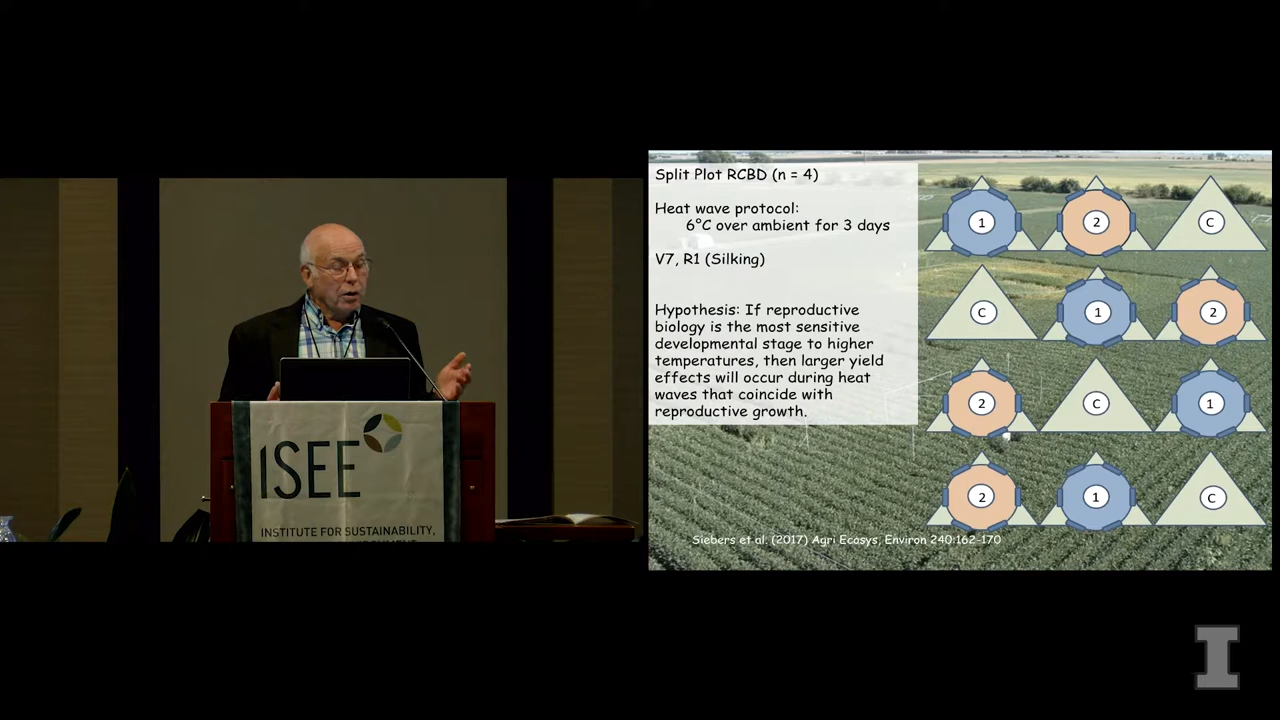 ISEE
INSTITUTE FOR SUSTAINABILITY,
Split Plot RCBD (n = 4)
Heat wave protocol:
6°C over ambient for 3 days
V7, R1 (Silking)
Hypothesis: If reproductive
biology is the most sensitive
developmental stage to higher
temperatures, then larger yield
effects will occur during heat
waves that coincide with
reproductive growth.
1 2 C
C 1 2
2 C 1
2 1 C
Siebers et al. (2017) Agri Ecosys, Environ 240:162-170
I